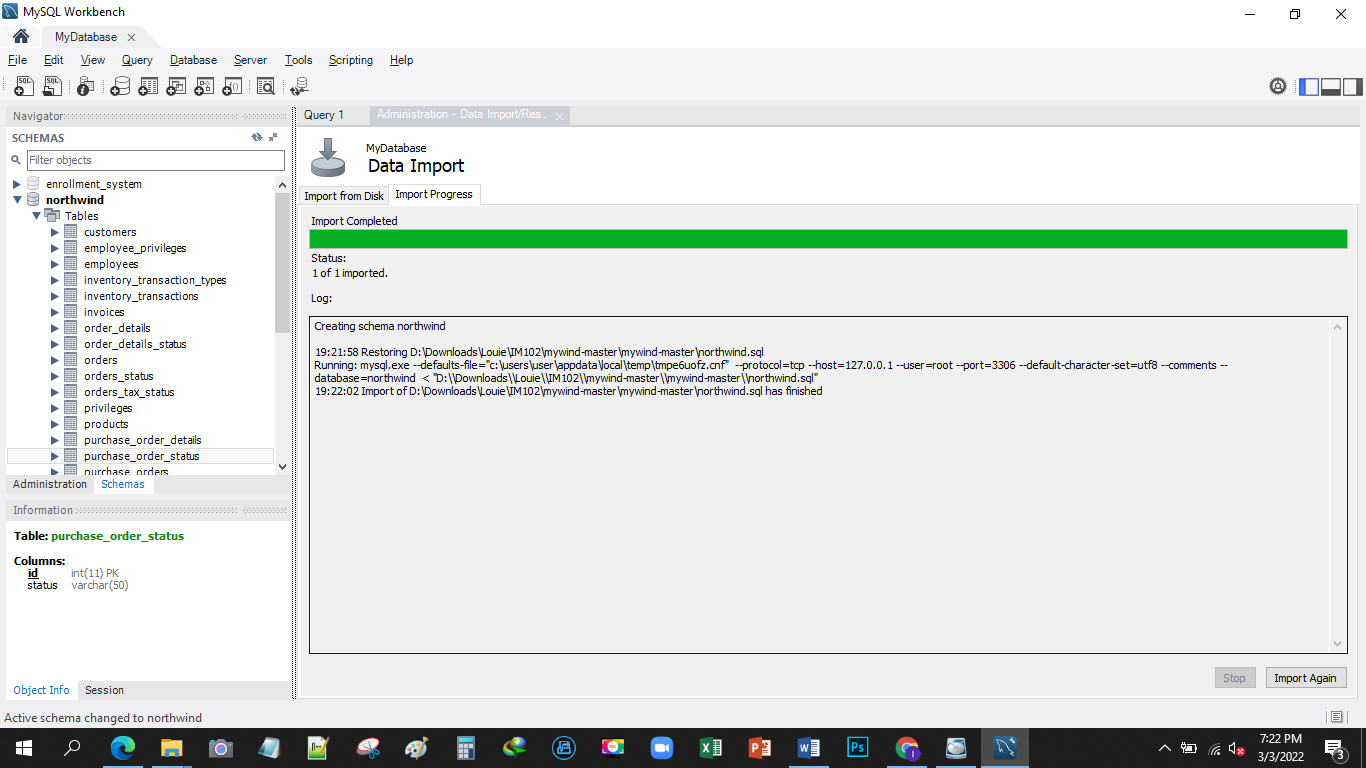 MySQL Workbench
MyDatabase
File Edit View Query Database Server Tools Scripting Help
Navigator
SCHEMAS
Filter objects
enrollment_system
northwind
Tables
customers
employee_privileges
employees
inventory_transaction_types
inventory_transactions
invoices
order_details
order_details_status
orders
orders_status
orders_tax_status
privileges
products
purchase_order_details
purchase_order_status
purchase_orders
Administration Schemas
Information
Table: purchase_order_status
Columns:
id int(11) PK
status varchar(50)
Object Info Session
Query 1 Administration - Data Import/Res...
MyDatabase
Data Import
Import from Disk Import Progress
Import Completed
Status:
1 of 1 imported.
Log:
Creating schema northwind
19:21:58 Restoring D:\Downloads\Louie\IM102\mywind-master\mywind-master\northwind.sql
Running: mysql.exe --defaults-file="c:\users\user\appdata\local\temp\tmpe6uofz.cnf" --protocol=tcp --host=127.0.0.1 --user=root --port=3306 --default-character-set=utf8 --comments --
database=northwind < "D:\\Downloads\\Louie\\IM102\\mywind-master\\mywind-master\\northwind.sql"
19:22:02 Import of D:\Downloads\Louie\IM102\mywind-master\mywind-master\northwind.sql has finished
Stop Import Again
Active schema changed to northwind
7:22 PM
3/3/2022
3